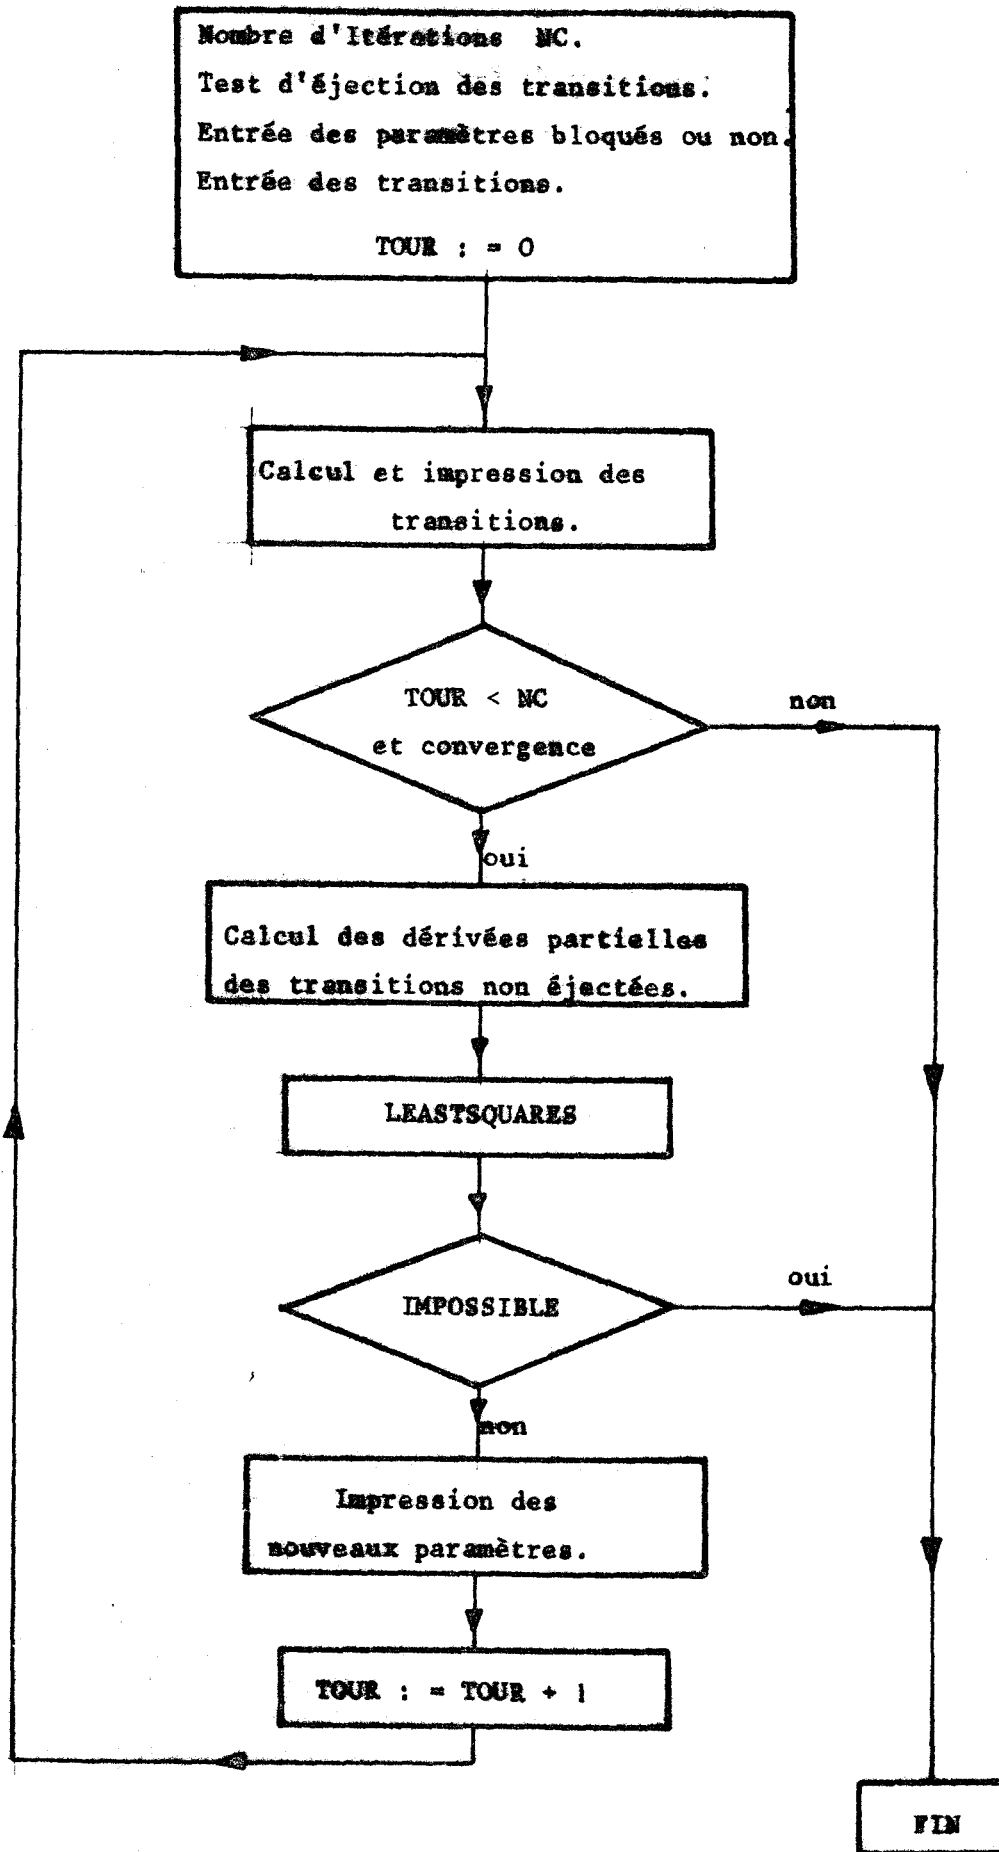 Nombre d'Itérations NC.
Test d'éjection des transitions.
Entrée des paramètres bloqués ou non.
Entrée des transitions.
TOUR : = 0
Calcul et impression des
transitions.
TOUR < NC
et convergence
non
oui
Calcul des dérivées partielles
des transitions non éjectées.
LEASTSQUARES
IMPOSSIBLE
oui
non
Impression des
nouveaux paramètres.
TOUR : = TOUR + 1
FIN